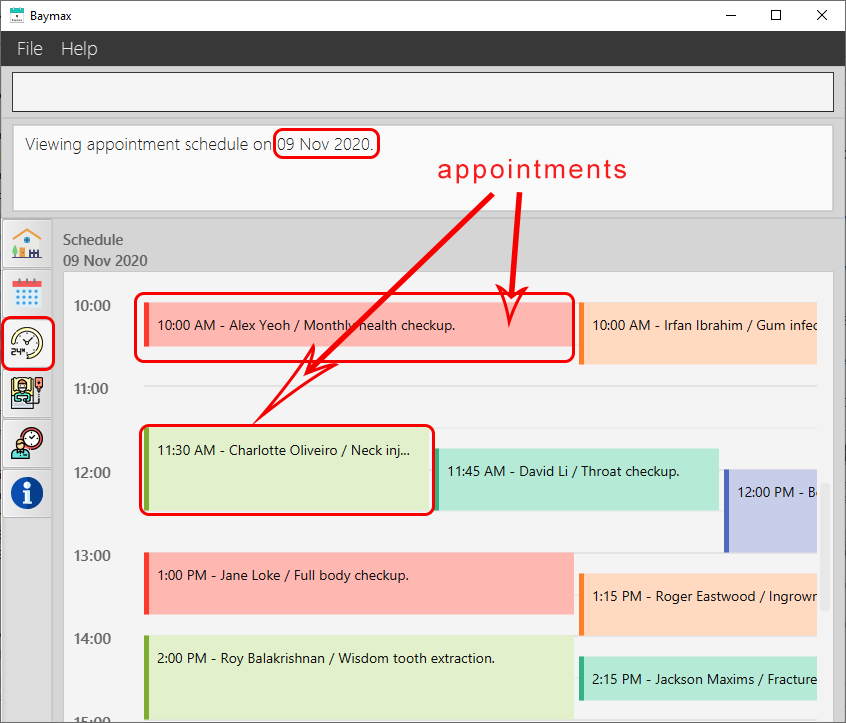 Baymax
File Help
Viewing appointment schedule on 09 Nov 2020.
appointments
Schedule
09 Nov 2020
10:00
10:00 AM - Alex Yeoh / Monthly health checkup.
10:00 AM - Irfan Ibrahim / Gum infec
11:00
11:30 AM - Charlotte Oliveiro / Neck inj...
11:45 AM - David Li / Throat checkup.
12:00
12:00 PM - B
13:00
1:00 PM - Jane Loke / Full body checkup.
1:15 PM - Roger Eastwood / Ingrown
14:00
2:00 PM - Roy Balakrishnan / Wisdom tooth extraction.
2:15 PM - Jackson Maxims / Fracture
15:00